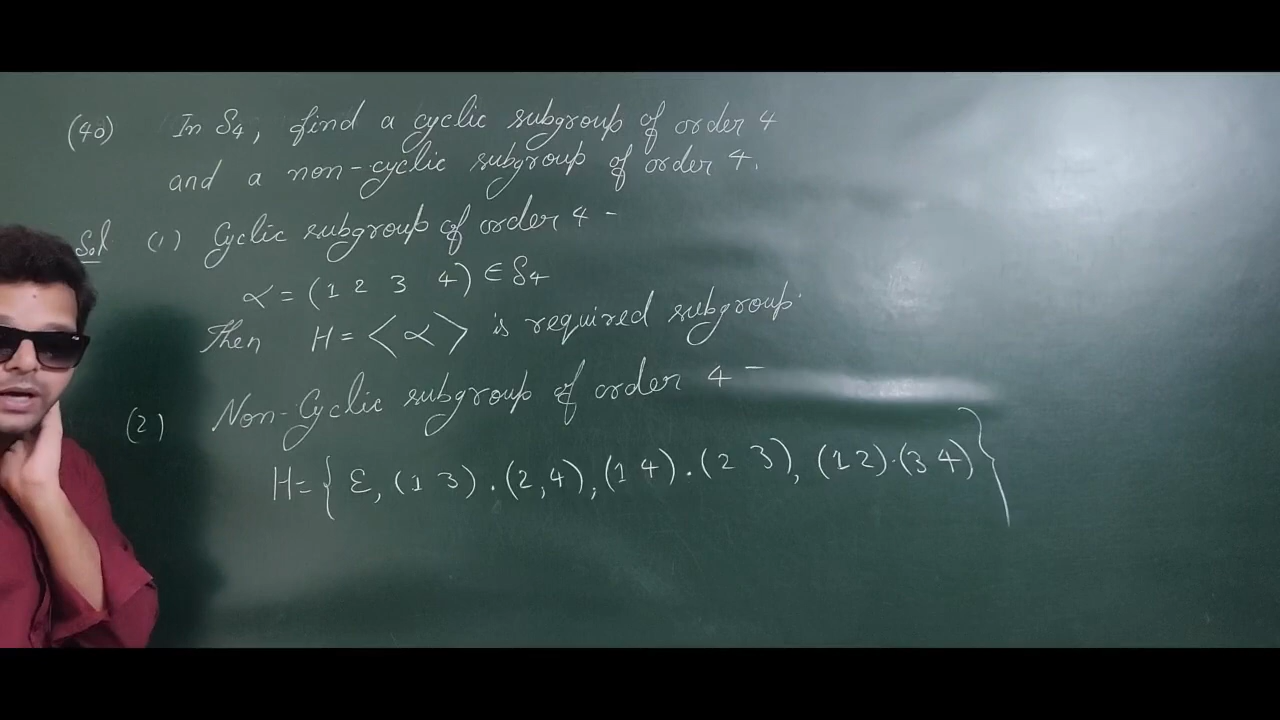 (40) In S4, find a cyclic subgroup of order 4
and a non-cyclic subgroup of order 4.
Sol. (1) Cyclic subgroup of order 4 -
α = (1 2 3 4) ∈ S4
Then H = <α> is required subgroup.
(2) Non-Cyclic subgroup of order 4 -
H = { ε, (1 3) . (2,4), (1 4) . (2 3), (1 2) . (3 4) }